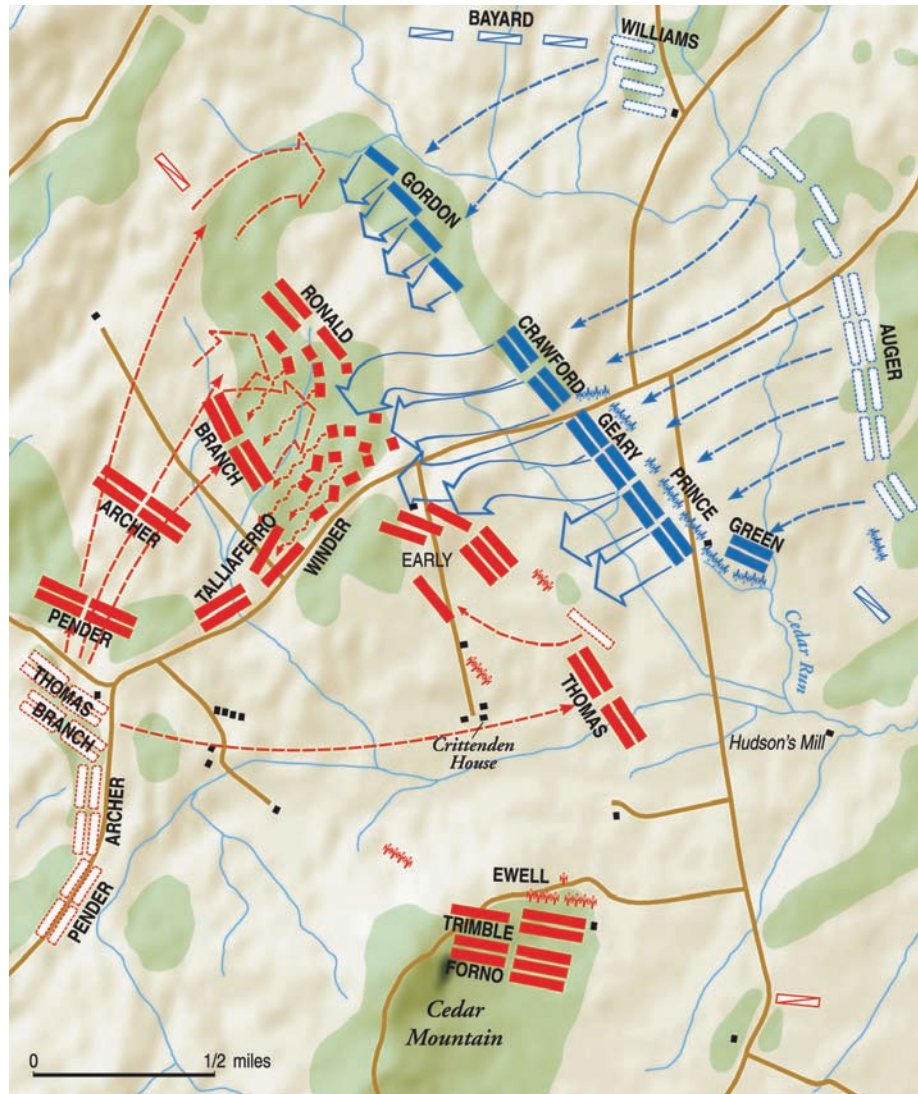 BAYARD
WILLIAMS
GORDON
RONALD
CRAWFORD
AUGER
GEARY
BRANCH
PRINCE
ARCHER
GREEN
TALLIAFERRO
WINDER
EARLY
PENDER
Cedar Run
THOMAS
BRANCH
THOMAS
Crittenden
House
Hudson's Mill
ARCHER
PENDER
EWELL
TRIMBLE
FORNO
Cedar
Mountain
0 1/2 miles